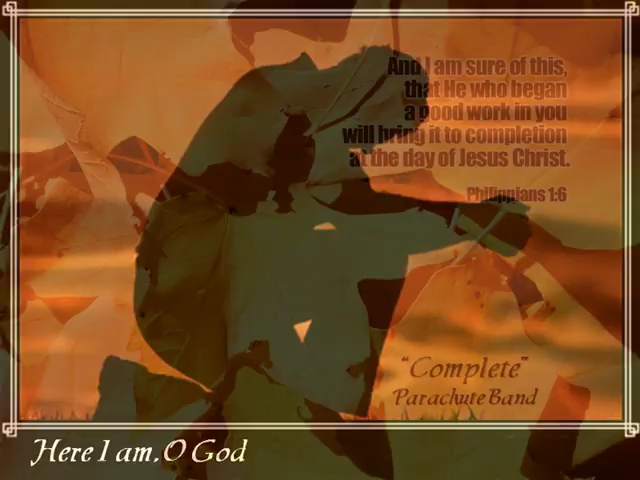 And I am sure of this,
that He who began
a good work in you
will bring it to completion
at the day of Jesus Christ.
Philippians 1:6
"Complete"
Parachute Band
Here I am, O God